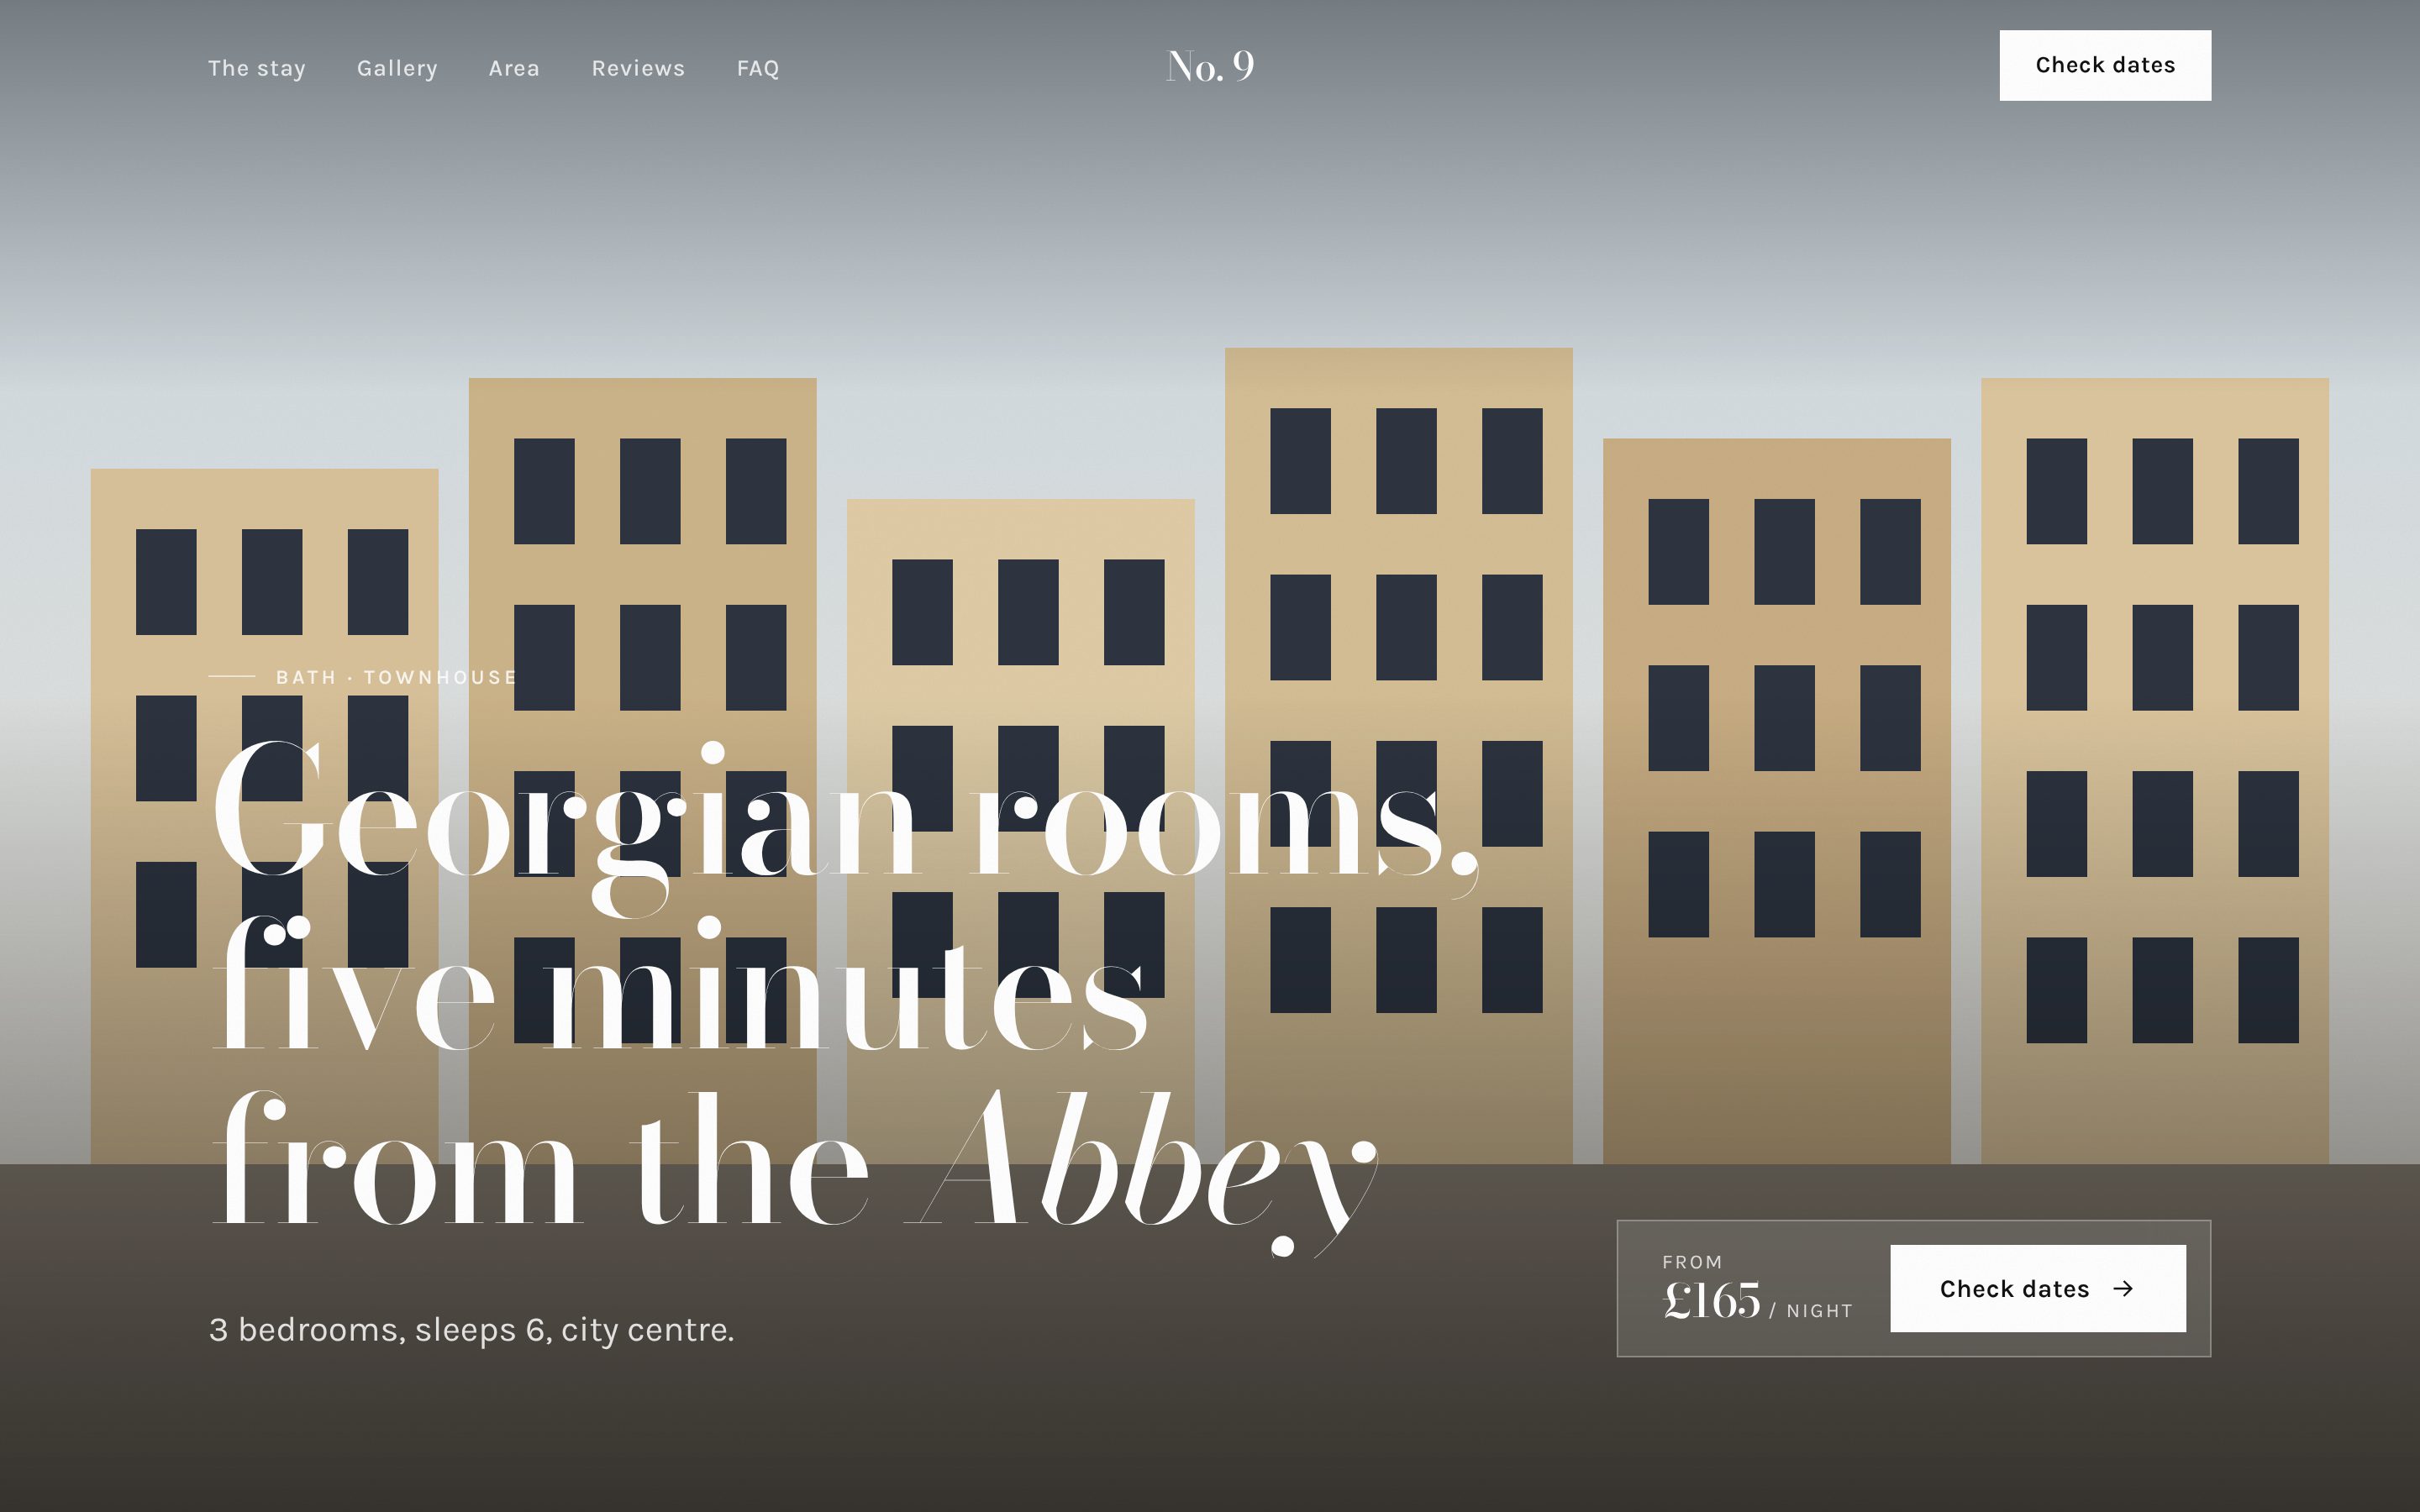 The stay Gallery Area Reviews FAQ
No. 9
Check dates
BATH · TOWNHOUSE
Georgian rooms,
five minutes
from the Abbey
3 bedrooms, sleeps 6, city centre.
FROM
£165 / NIGHT
Check dates →